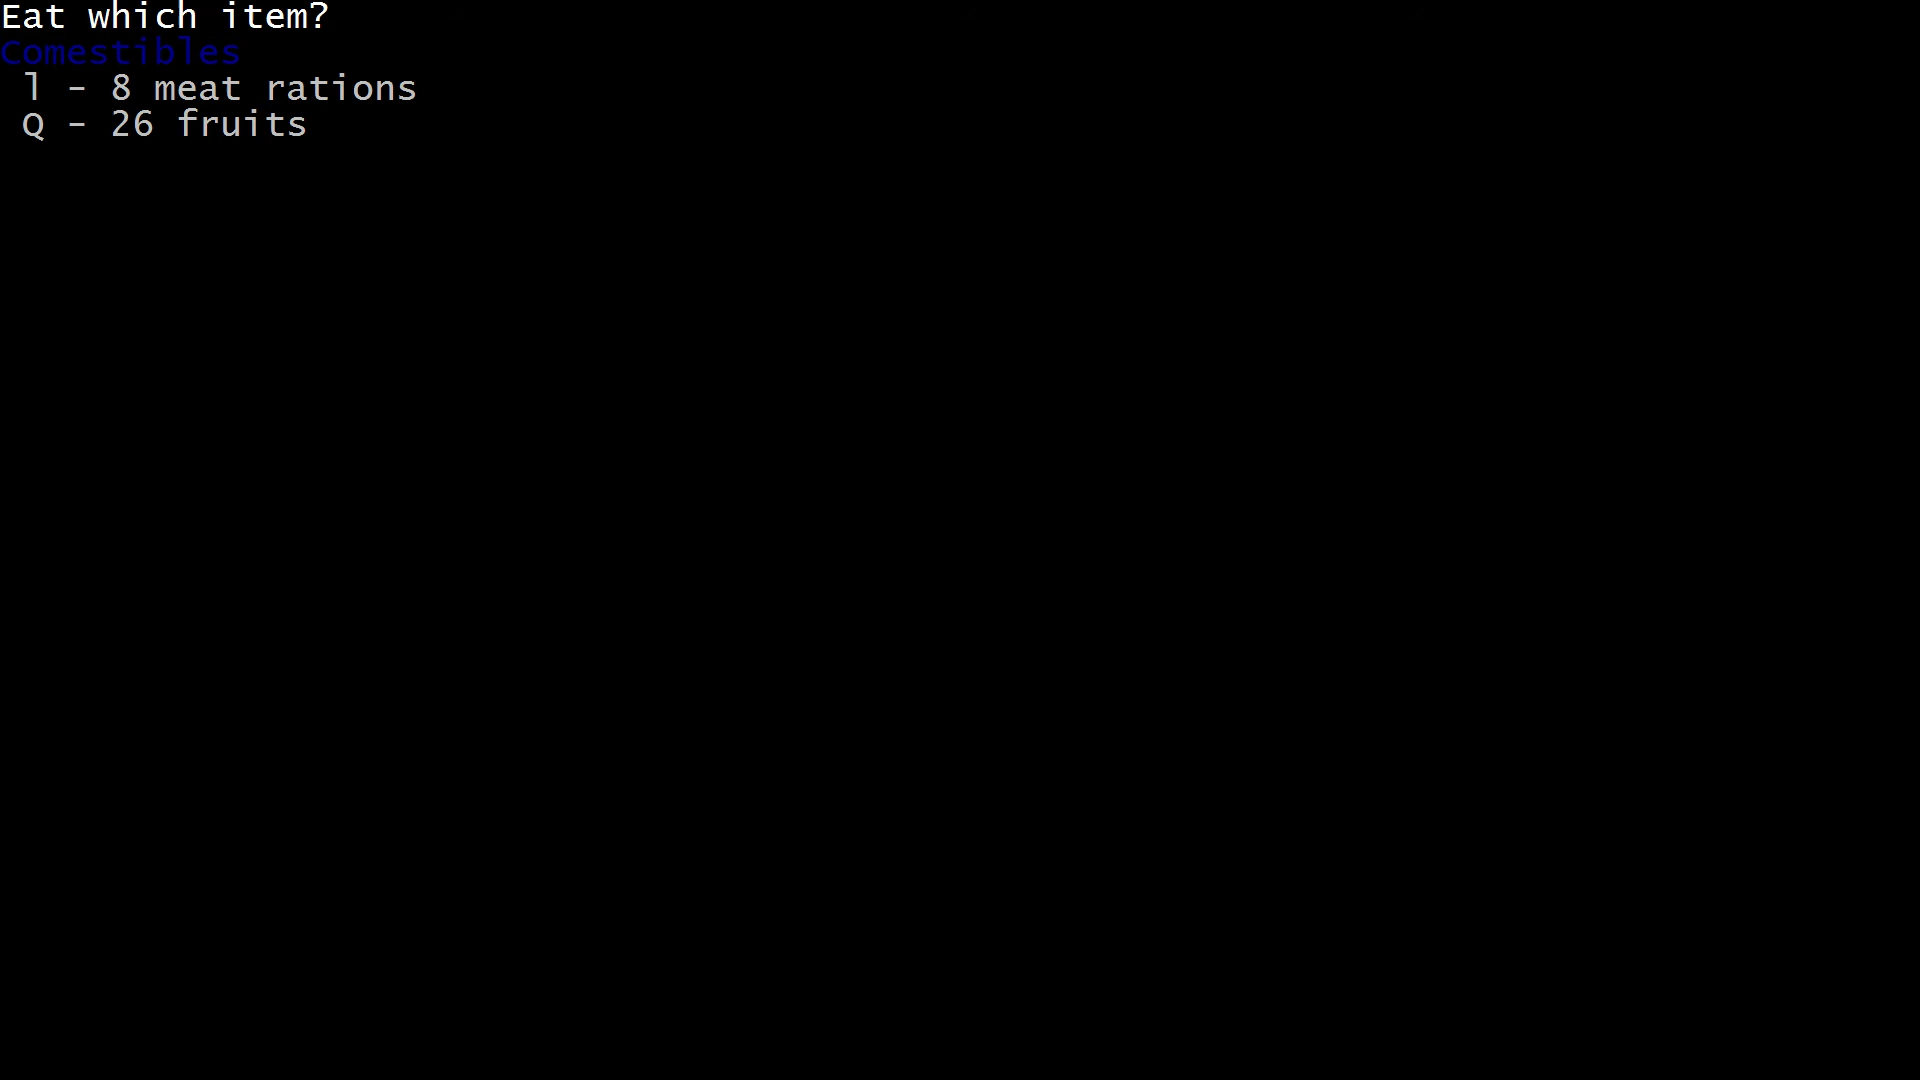 Eat which item?
Comestibles
l - 8 meat rations
Q - 26 fruits